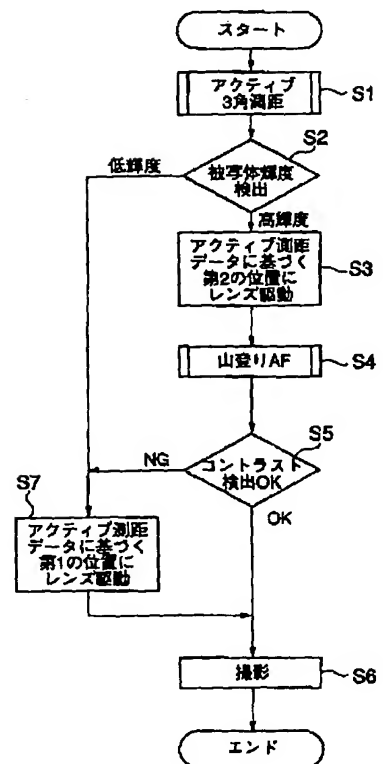 スタート
アクティブ
3角測距
S1
S2
被写体輝度
検出
低輝度
高輝度
アクティブ測距
データに基づく
第2の位置に
レンズ駆動
S3
山登りAF
S4
S5
コントラスト
検出OK
NG
OK
S7
アクティブ測距
データに基づく
第1の位置に
レンズ駆動
撮影
S6
エンド